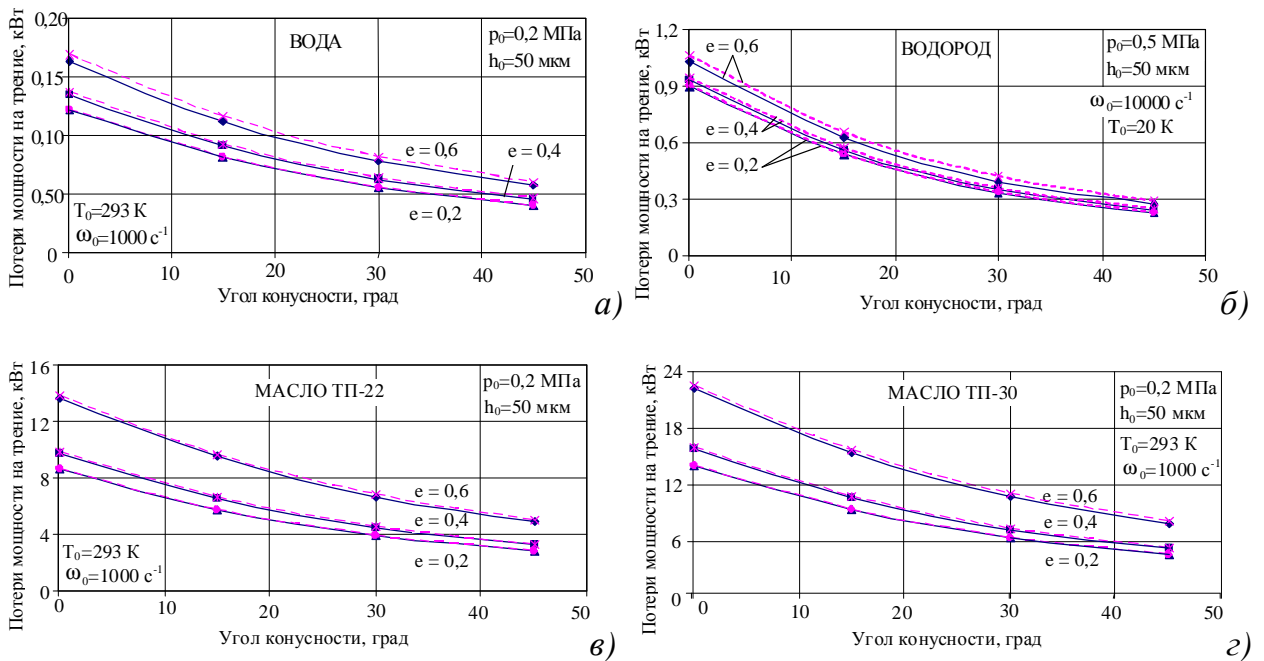 Потери мощности на трение, кВт
0,20
0,15
0,10
0,50
0
ВОДА
p₀=0,2 МПа
h₀=50 мкм
e = 0,6
e = 0,4
e = 0,2
T₀=293 К
ω₀=1000 с⁻¹
0 10 20 30 40 50
Угол конусности, град
а)
Потери мощности на трение, кВт
1,2
0,9
0,6
0,3
0
ВОДОРОД
p₀=0,5 МПа
h₀=50 мкм
ω₀=10000 с⁻¹
T₀=20 К
e = 0,6
e = 0,4
e = 0,2
0 10 20 30 40 50
Угол конусности, град
б)
Потери мощности на трение, кВт
16
12
8
4
0
МАСЛО ТП-22
p₀=0,2 МПа
h₀=50 мкм
e = 0,6
e = 0,4
e = 0,2
T₀=293 К
ω₀=1000 с⁻¹
0 10 20 30 40 50
Угол конусности, град
в)
Потери мощности на трение, кВт
24
18
12
6
0
МАСЛО ТП-30
p₀=0,2 МПа
h₀=50 мкм
T₀=293 К
ω₀=1000 с⁻¹
e = 0,6
e = 0,4
e = 0,2
0 10 20 30 40 50
Угол конусности, град
г)